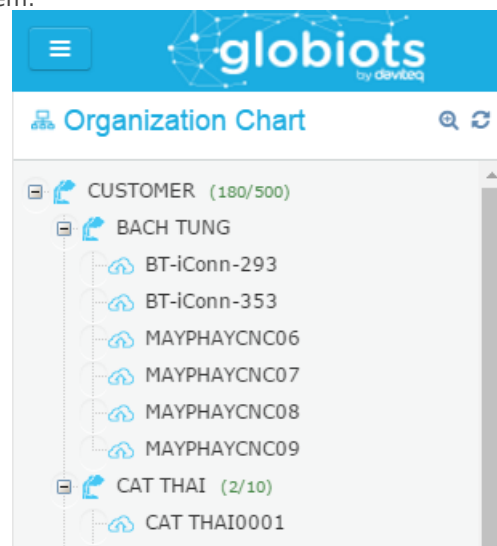 em.
globiots
by daviteq
Organization Chart
CUSTOMER (180/500)
BACH TUNG
BT-iConn-293
BT-iConn-353
MAYPHAYCNC06
MAYPHAYCNC07
MAYPHAYCNC08
MAYPHAYCNC09
CAT THAI (2/10)
CAT THAI0001